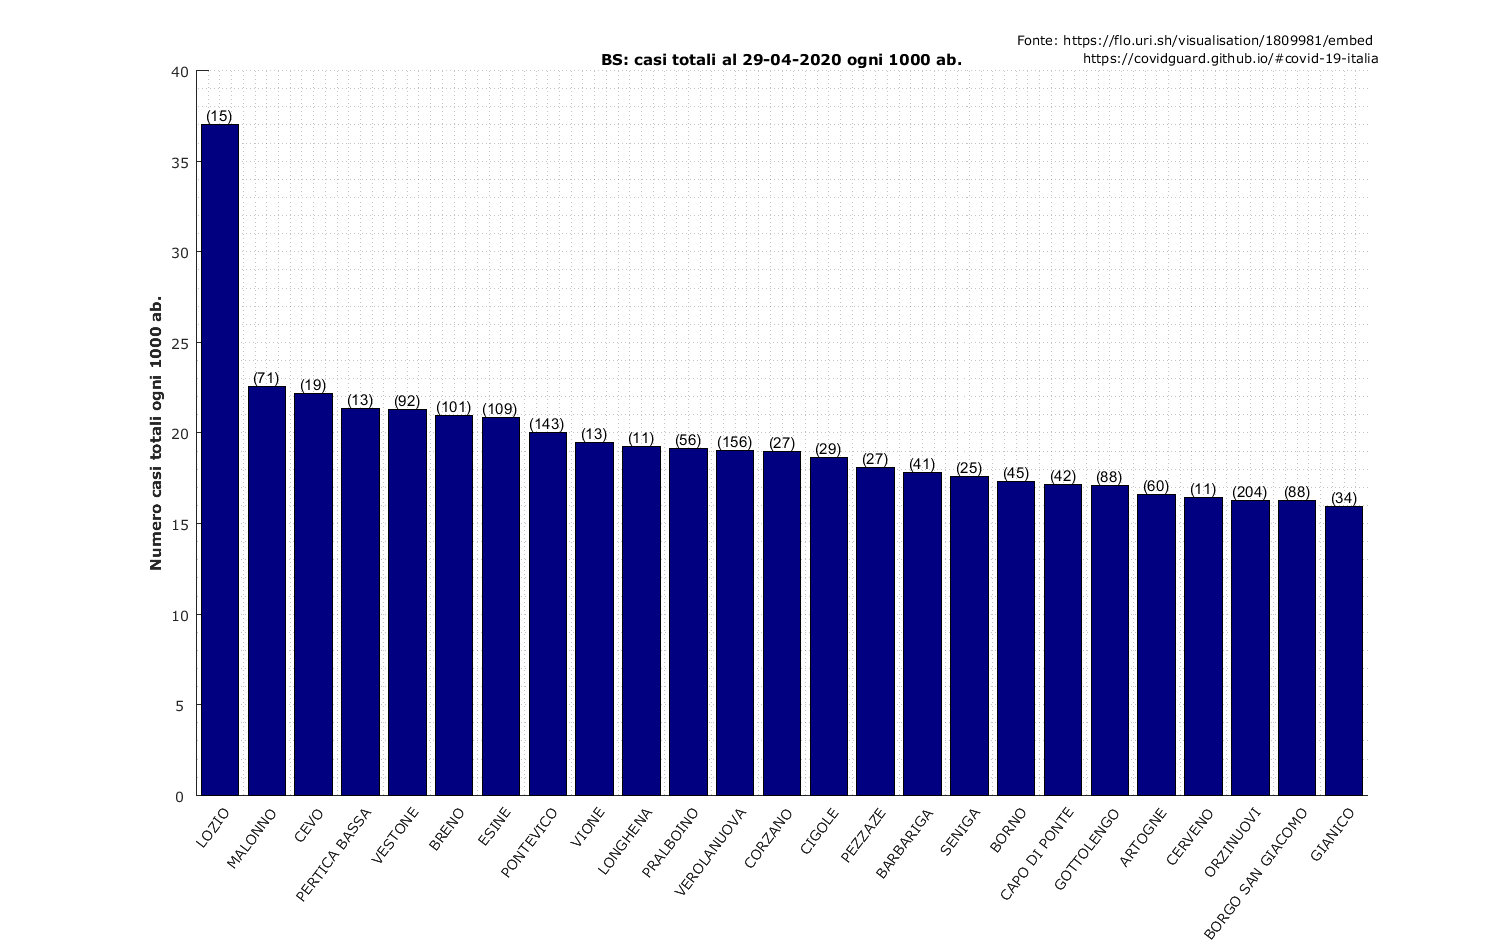 Fonte: https://flo.uri.sh/visualisation/1809981/embed
https://covidguard.github.io/#covid-19-italia
BS: casi totali al 29-04-2020 ogni 1000 ab.
Numero casi totali ogni 1000 ab.
40
35
30
25
20
15
10
5
0
(15)
(71)
(19)
(13)
(92)
(101)
(109)
(143)
(13)
(11)
(56)
(156)
(27)
(29)
(27)
(41)
(25)
(45)
(42)
(88)
(60)
(11)
(204)
(88)
(34)
LOZIO
MALONNO
CEVO
PERTICA BASSA
VESTONE
BRENO
ESINE
PONTEVICO
VIONE
LONGHENA
PRALBOINO
VEROLANUOVA
CORZANO
CIGOLE
PEZZAZE
BARBARIGA
SENIGA
BORNO
CAPO DI PONTE
GOTTOLENGO
ARTOGNE
CERVENO
ORZINUOVI
BORGO SAN GIACOMO
GIANICO